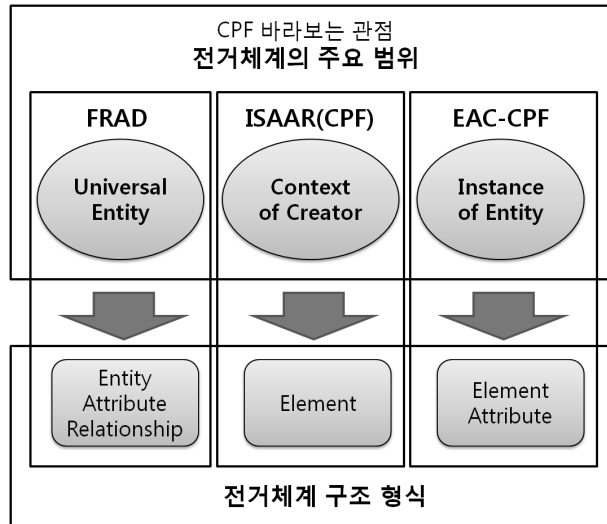 CPF 바라보는 관점
전거체계의 주요 범위
FRAD
ISAAR(CPF)
EAC-CPF
Universal
Entity
Context
of Creator
Instance
of Entity
Entity
Attribute
Relationship
Element
Element
Attribute
전거체계 구조 형식